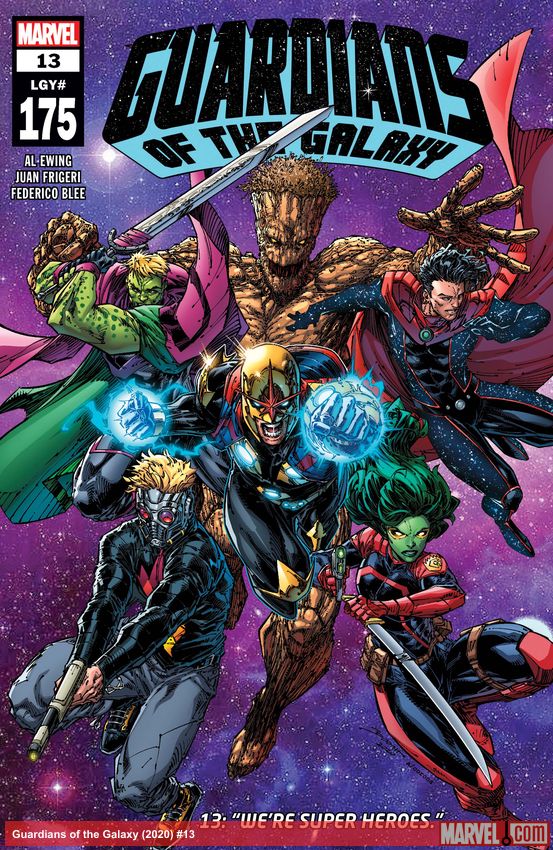 MARVEL
13
LGY#
175
AL EWING
JUAN FRIGERI
FEDERICO BLEE
GUARDIANS
OF THE GALAXY
13: "WE'RE SUPER HEROES."
Guardians of the Galaxy (2020) #13
MARVEL.com